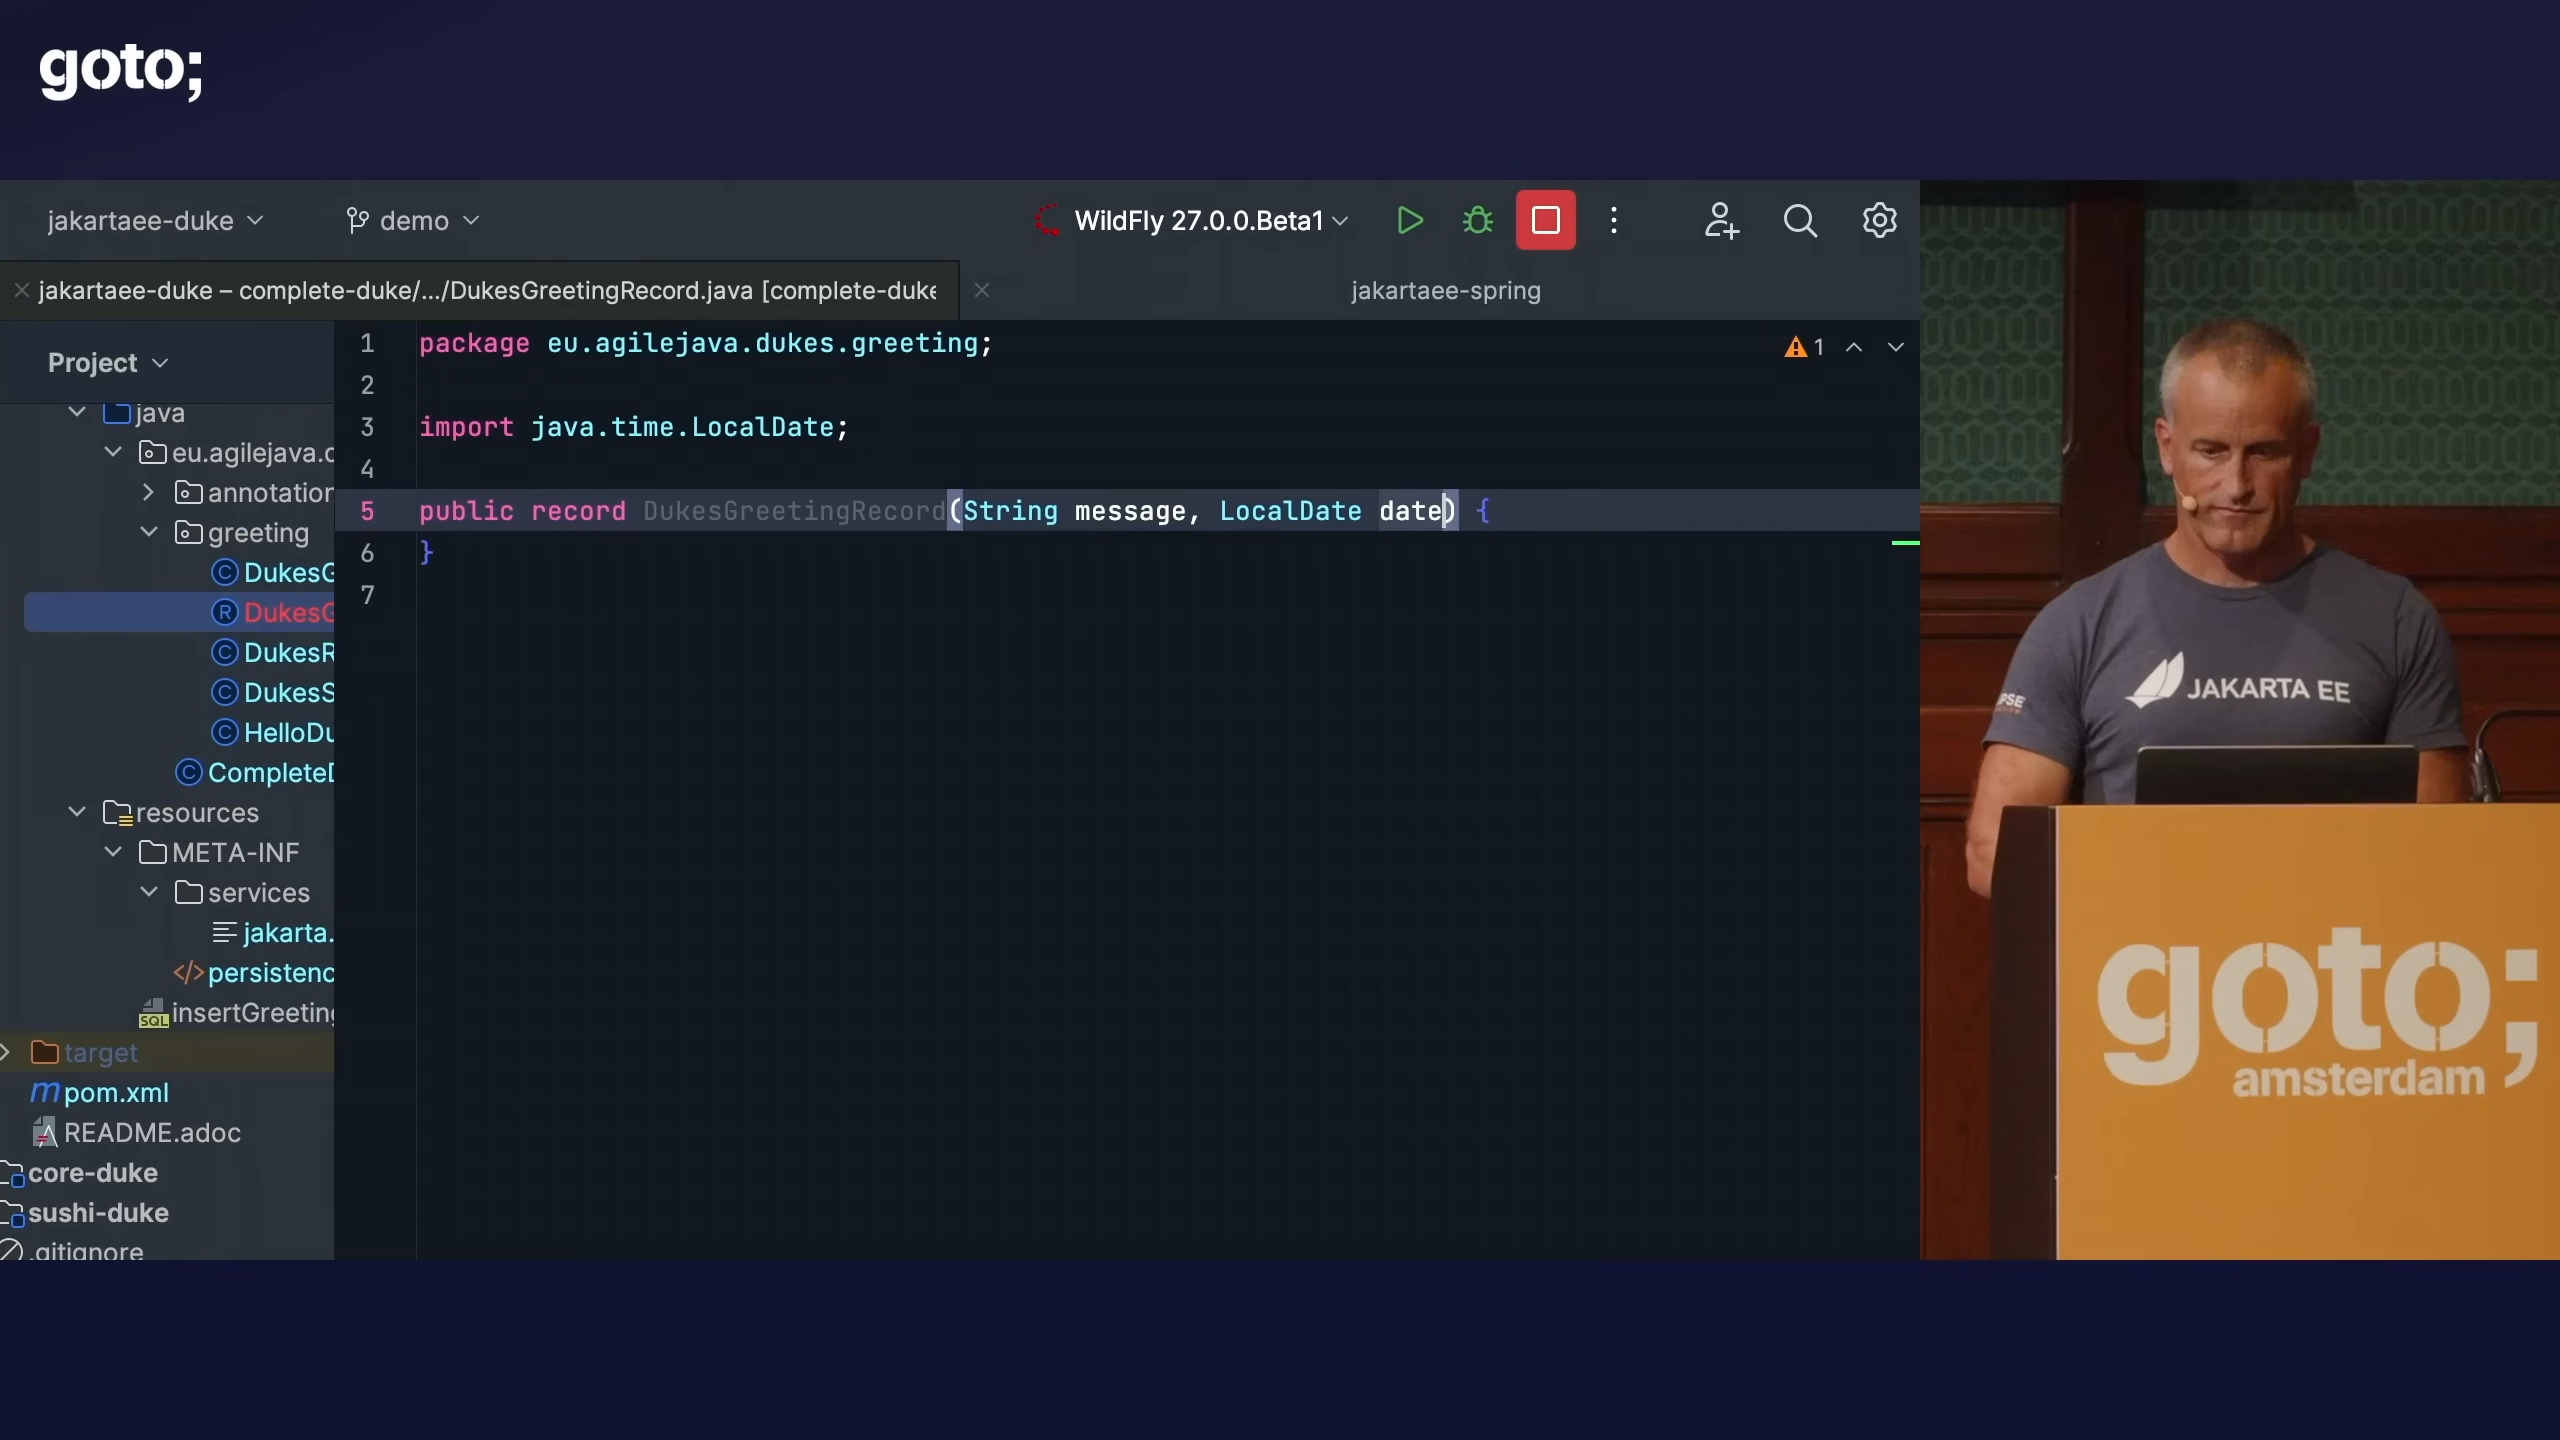 goto;
jakartaee-duke
demo
WildFly 27.0.0.Beta1
jakartaee-duke – complete-duke/.../DukesGreetingRecord.java [complete-duke
jakartaee-spring
Project
java
eu.agilejava.d
annotation
greeting
DukesG
DukesG
DukesR
DukesS
HelloDu
CompleteD
resources
META-INF
services
jakarta.
persistenc
SQL insertGreeting
target
pom.xml
README.adoc
core-duke
sushi-duke
.gitignore
1 package eu.agilejava.dukes.greeting;
2
3 import java.time.LocalDate;
4
5 public record DukesGreetingRecord(String message, LocalDate date) {
6 }
7
1
JAKARTA EE
goto;
amsterdam